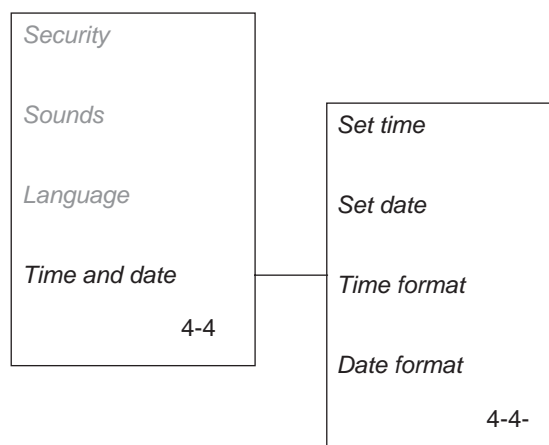 Security
Sounds
Language
Time and date
4-4
Set time
Set date
Time format
Date format
4-4-